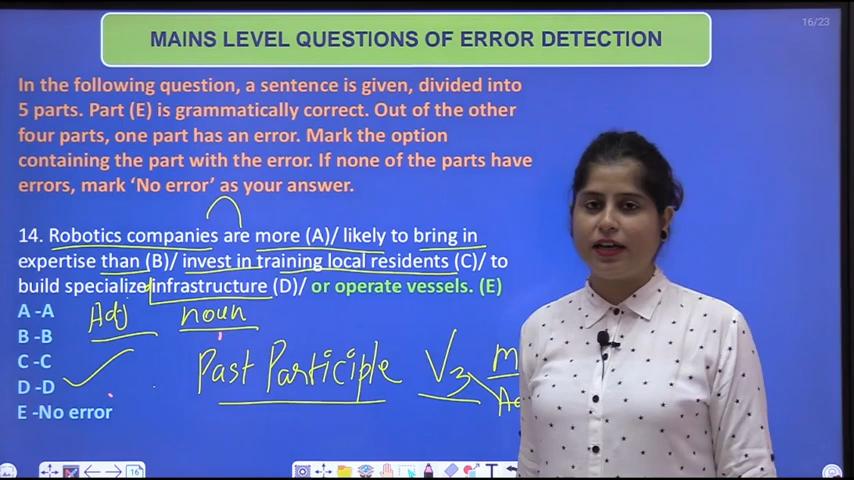 16/23
MAINS LEVEL QUESTIONS OF ERROR DETECTION
In the following question, a sentence is given, divided into
5 parts. Part (E) is grammatically correct. Out of the other
four parts, one part has an error. Mark the option
containing the part with the error. If none of the parts have
errors, mark 'No error' as your answer.
14. Robotics companies are more (A)/ likely to bring in
expertise than (B)/ invest in training local residents (C)/ to
build specialize infrastructure (D)/ or operate vessels. (E)
A -A
B -B
C -C
D -D
E -No error
Adj noun
Past Participle V3
16